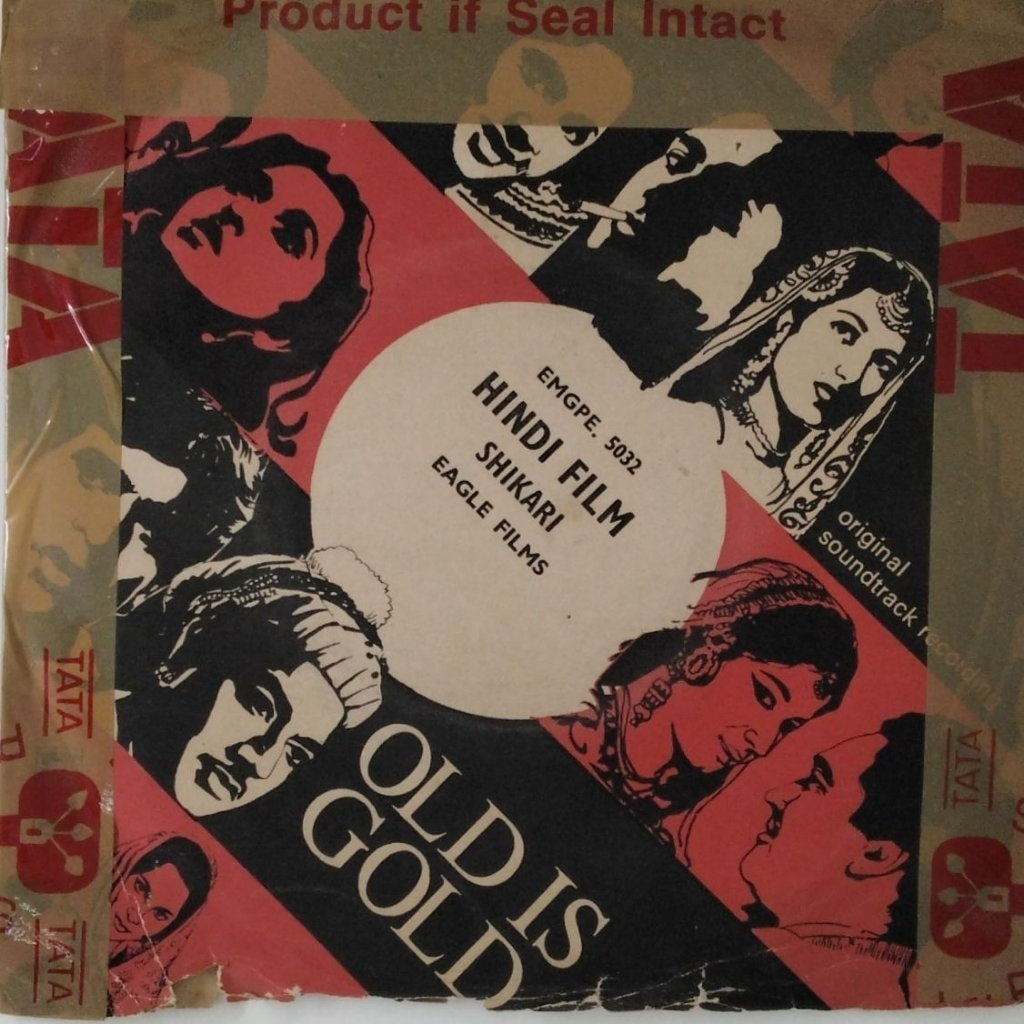 Product if Seal Intact
TATA
TATA
EMGPE. 5032
HINDI FILM
SHIKARI
EAGLE FILMS
original
soundtrack recording
OLD IS
GOLD
TATA
TATA
TATA